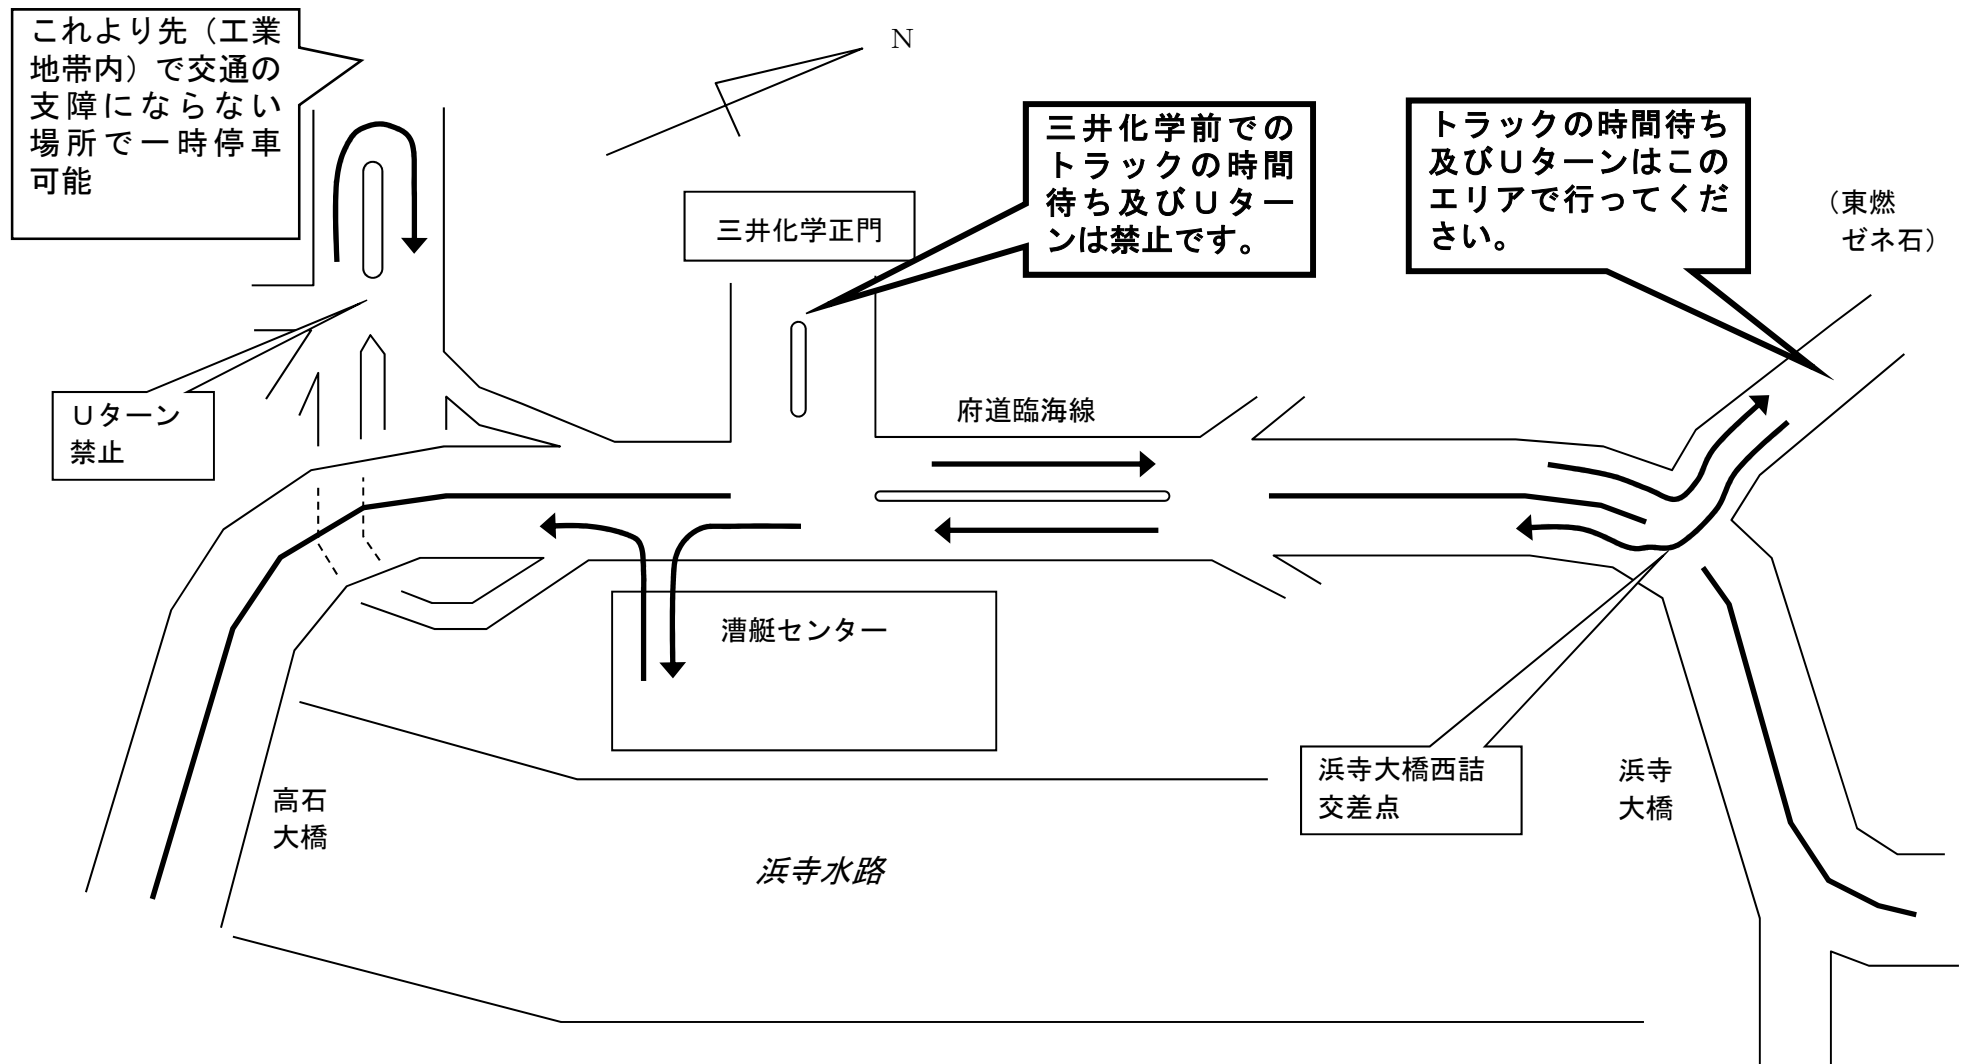 これより先（工業
地帯内）で交通の
支障にならない
場所で一時停車
可能
N
三井化学前での
トラックの時間
待ち及びＵター
ンは禁止です。
トラックの時間待ち
及びＵターンはこの
エリアで行ってくだ
さい。
（東燃
ゼネ石）
三井化学正門
Ｕターン
禁止
府道臨海線
漕艇センター
浜寺大橋西詰
交差点
浜寺
大橋
高石
大橋
浜寺水路